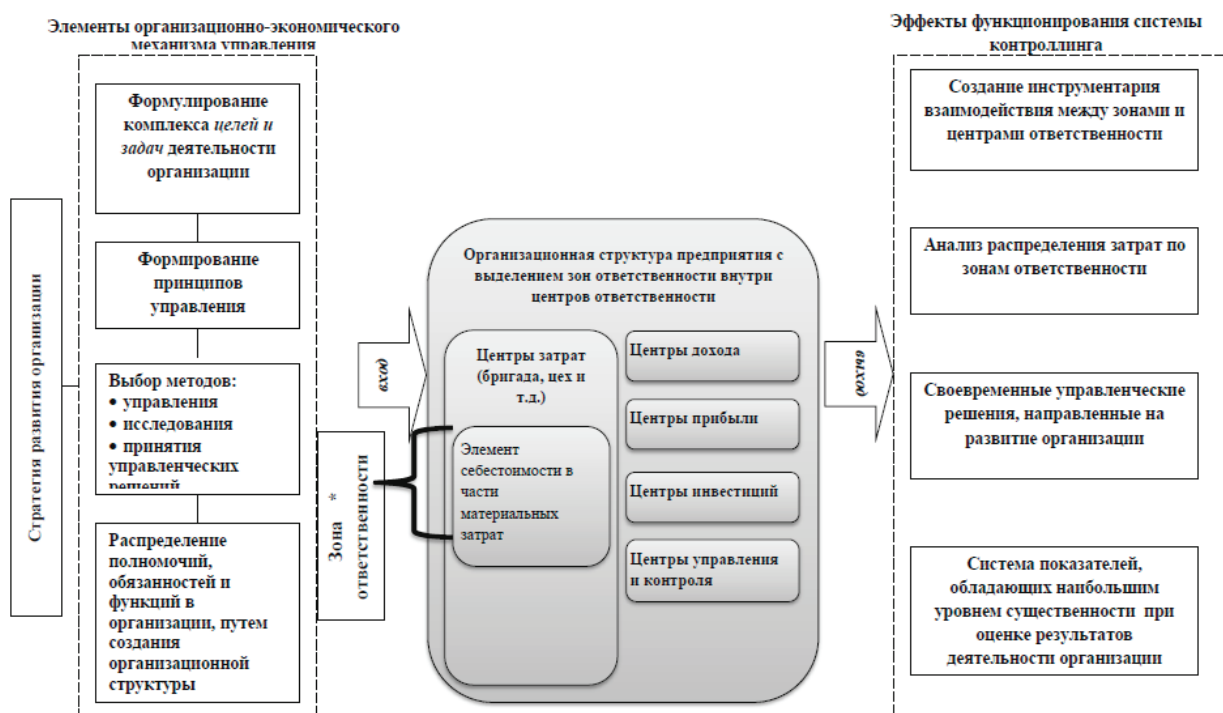 Элементы организационно-экономического
механизма управления
Стратегия развития организации
Формулирование
комплекса целей и
задач деятельности
организации
Формирование
принципов
управления
Выбор методов:
• управления
• исследования
• принятия
управленческих
решений
Распределение
полномочий,
обязанностей и
функций в
организации, путем
создания
организационной
структуры
Зона *
ответственности
вход
Организационная структура предприятия с
выделением зон ответственности внутри
центров ответственности
Центры затрат
(бригада, цех и
т.д.)
Элемент
себестоимости в
части
материальных
затрат
Центры дохода
Центры прибыли
Центры инвестиций
Центры управления
и контроля
выход
Эффекты функционирования системы
контроллинга
Создание инструментария
взаимодействия между зонами и
центрами ответственности
Анализ распределения затрат по
зонам ответственности
Своевременные управленческие
решения, направленные на
развитие организации
Система показателей,
обладающих наибольшим
уровнем существенности при
оценке результатов
деятельности организации